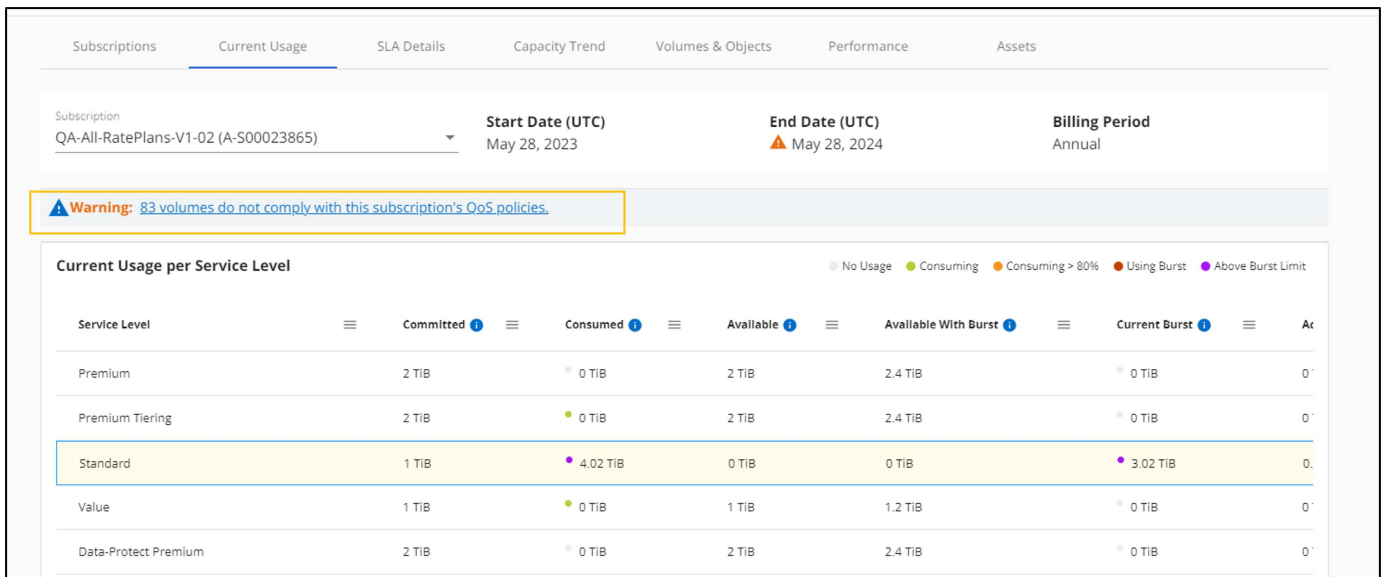 Subscriptions Current Usage SLA Details Capacity Trend Volumes & Objects Performance Assets
Subscription
QA-All-RatePlans-V1-02 (A-S00023865)
Start Date (UTC)
May 28, 2023
End Date (UTC)
May 28, 2024
Billing Period
Annual
Warning: 83 volumes do not comply with this subscription's QoS policies.
Current Usage per Service Level
No Usage Consuming Consuming > 80% Using Burst Above Burst Limit
Service Level Committed Consumed Available Available With Burst Current Burst
Premium 2 TiB 0 TiB 2 TiB 2.4 TiB 0 TiB 0
Premium Tiering 2 TiB 0 TiB 2 TiB 2.4 TiB 0 TiB 0
Standard 1 TiB 4.02 TiB 0 TiB 0 TiB 3.02 TiB 0.
Value 1 TiB 0 TiB 1 TiB 1.2 TiB 0 TiB 0
Data-Protect Premium 2 TiB 0 TiB 2 TiB 2.4 TiB 0 TiB 0